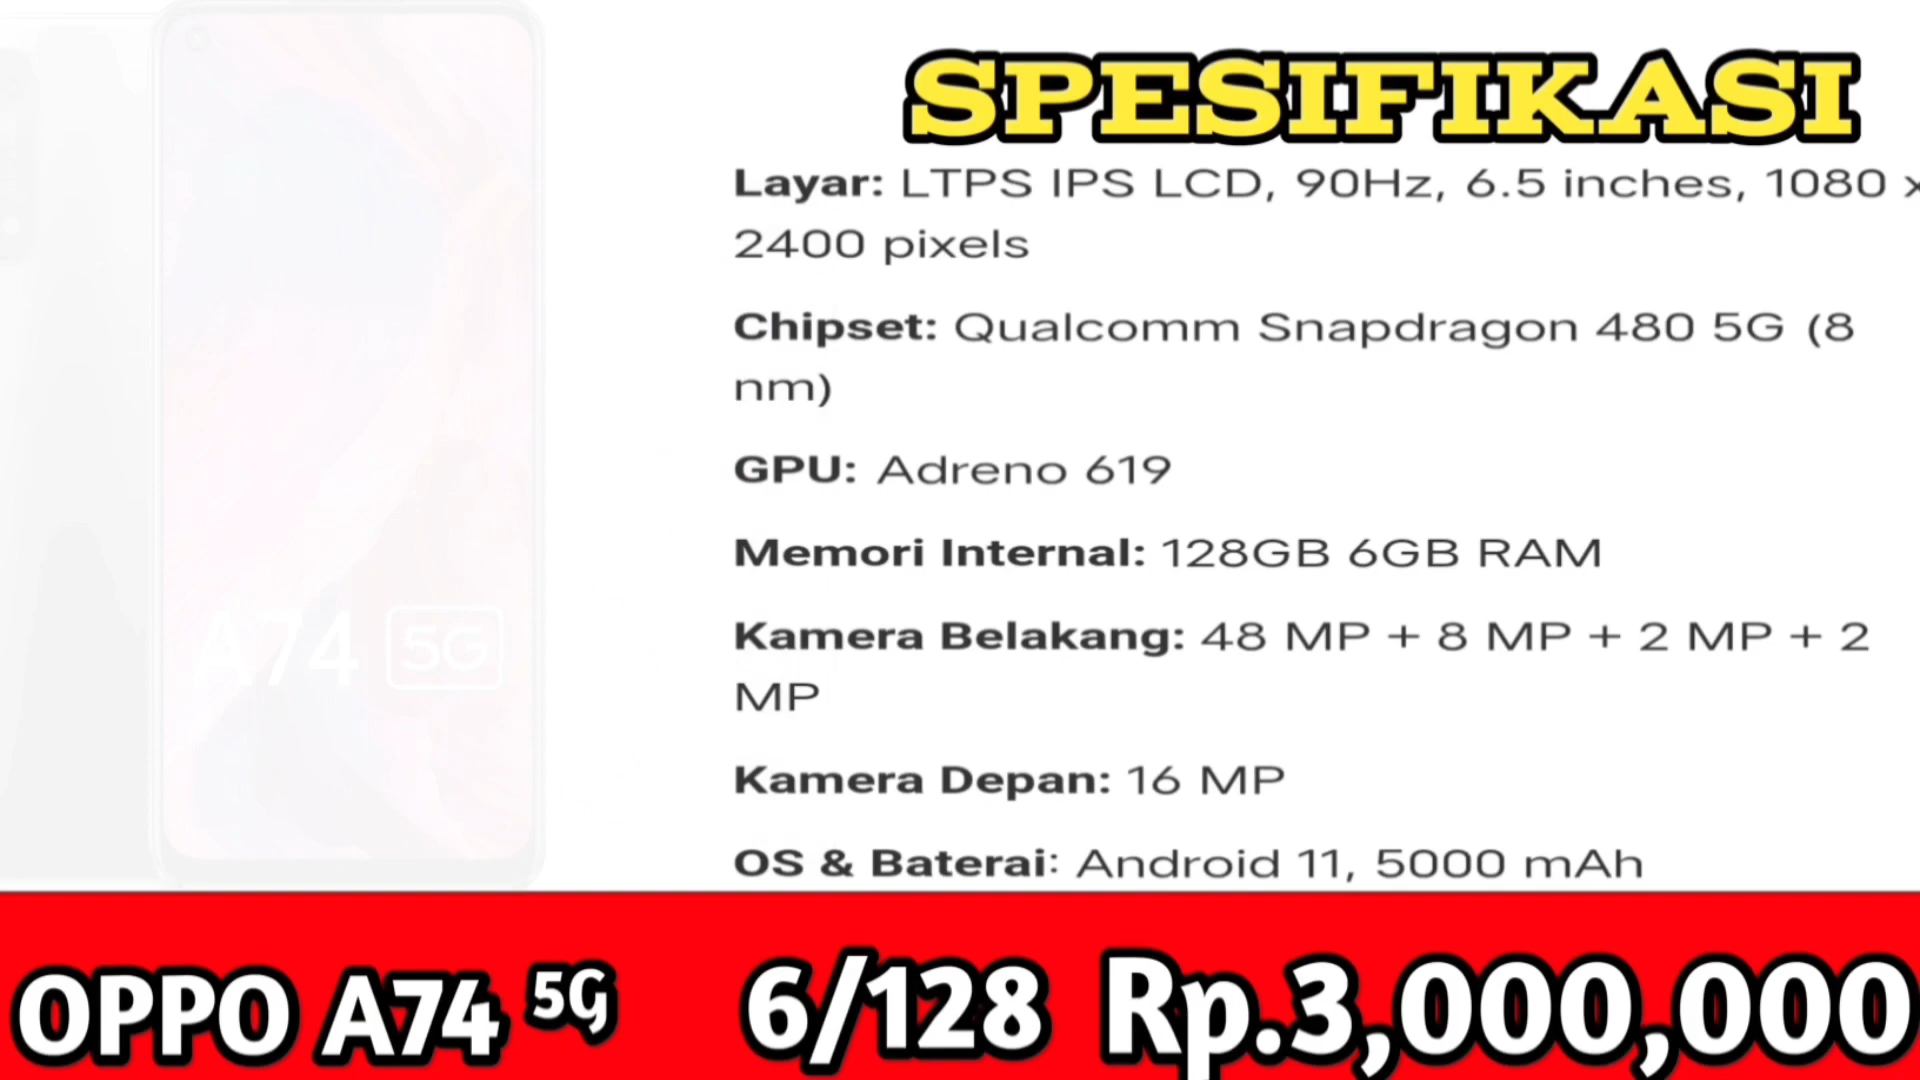 SPESIFIKASI
Layar: LTPS IPS LCD, 90Hz, 6.5 inches, 1080 x
2400 pixels
Chipset: Qualcomm Snapdragon 480 5G (8
nm)
GPU: Adreno 619
Memori Internal: 128GB 6GB RAM
Kamera Belakang: 48 MP + 8 MP + 2 MP + 2
MP
Kamera Depan: 16 MP
OS & Baterai: Android 11, 5000 mAh
A74 5G
OPPO A74 5G 6/128 Rp.3,000,000